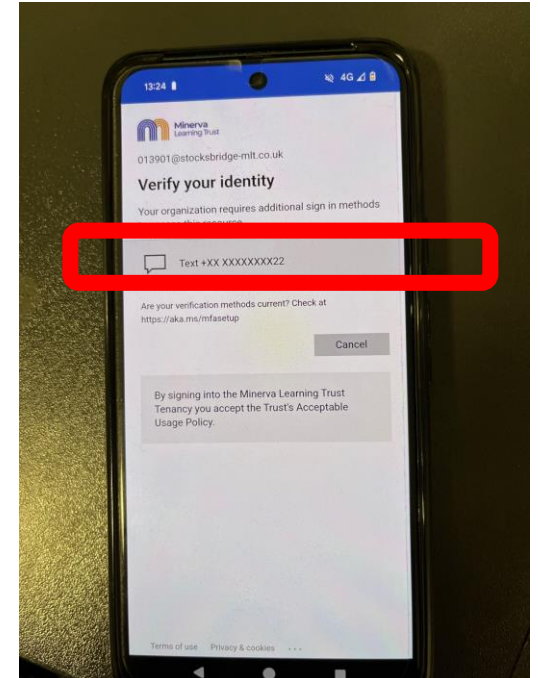 13:24
4G
Minerva
Learning Trust
013901@stocksbridge-mlt.co.uk
Verify your identity
Your organization requires additional sign in methods
this resource
Text +XX XXXXXXXX22
Are your verification methods current? Check at
https://aka.ms/mfasetup
Cancel
By signing into the Minerva Learning Trust
Tenancy you accept the Trust's Acceptable
Usage Policy.
Terms of use Privacy & cookies ...